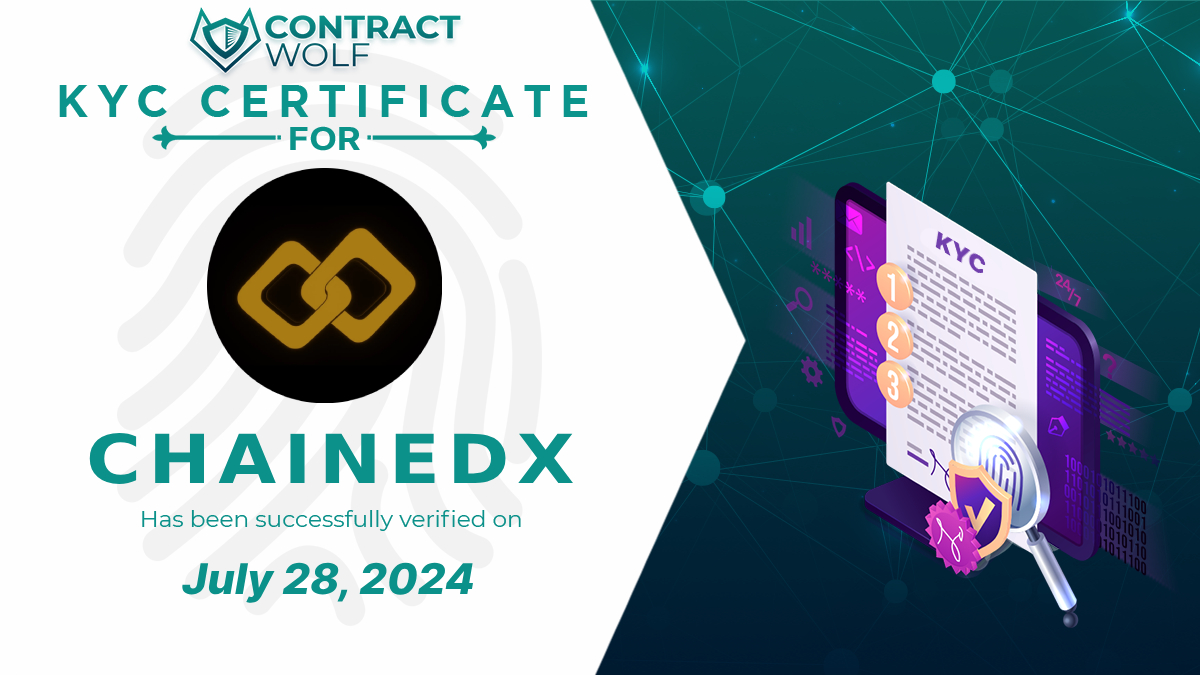 CONTRACT
WOLF
KYC CERTIFICATE
FOR
CHAINEDX
Has been successfully verified on
July 28, 2024
KYC
1
2
3
24/7